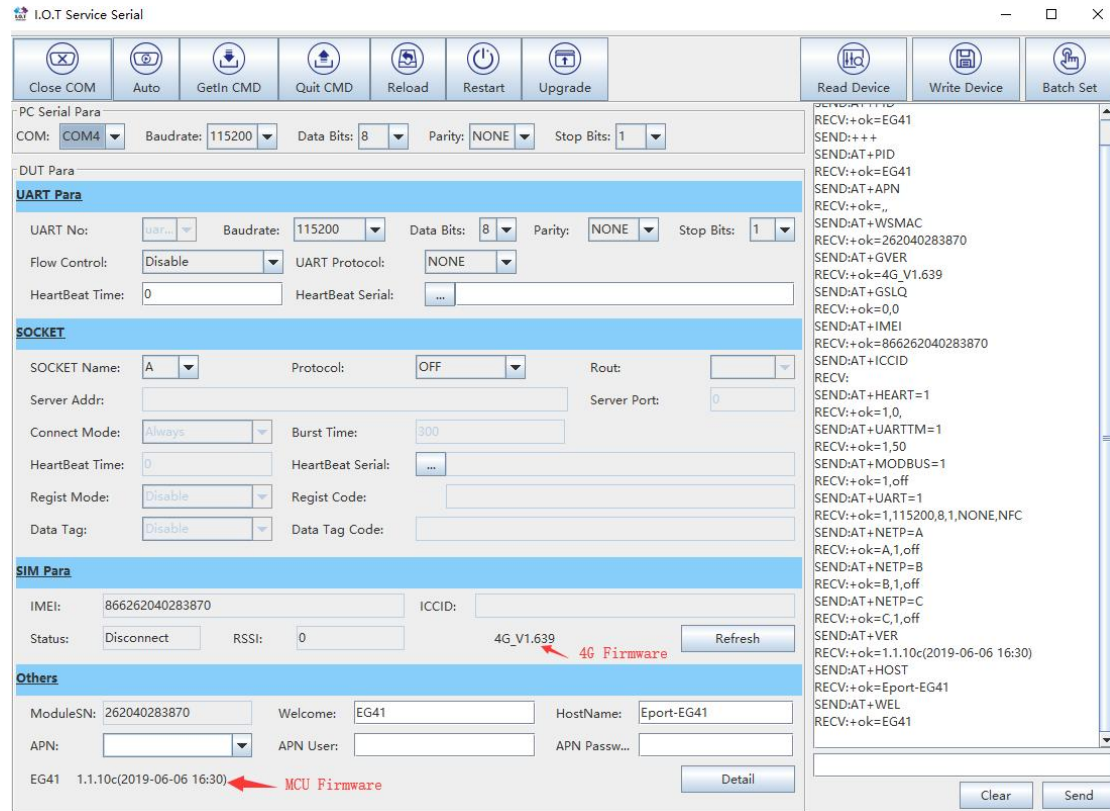 I.O.T Service Serial
Close COM Auto GetIn CMD Quit CMD Reload Restart Upgrade Read Device Write Device Batch Set
PC Serial Para
COM: COM4 Baudrate: 115200 Data Bits: 8 Parity: NONE Stop Bits: 1
DUT Para
UART Para
UART No: uar... Baudrate: 115200 Data Bits: 8 Parity: NONE Stop Bits: 1
Flow Control: Disable UART Protocol: NONE
HeartBeat Time: 0 HeartBeat Serial: ...
SOCKET
SOCKET Name: A Protocol: OFF Rout:
Server Addr: Server Port: 0
Connect Mode: Always Burst Time: 300
HeartBeat Time: 0 HeartBeat Serial: ...
Regist Mode: Disable Regist Code:
Data Tag: Disable Data Tag Code:
SIM Para
IMEI: 866262040283870 ICCID:
Status: Disconnect RSSI: 0 4G_V1.639 Refresh
4G Firmware
Others
ModuleSN: 262040283870 Welcome: EG41 HostName: Eport-EG41
APN: APN User: APN Passw...
EG41 1.1.10c(2019-06-06 16:30) MCU Firmware Detail
SEND:AT+PID
RECV:+ok=EG41
SEND:+++
SEND:AT+PID
RECV:+ok=EG41
SEND:AT+APN
RECV:+ok=,,
SEND:AT+WSMAC
RECV:+ok=262040283870
SEND:AT+GVER
RECV:+ok=4G_V1.639
SEND:AT+GSLQ
RECV:+ok=0,0
SEND:AT+IMEI
RECV:+ok=866262040283870
SEND:AT+ICCID
RECV:
SEND:AT+HEART=1
RECV:+ok=1,0,
SEND:AT+UARTTM=1
RECV:+ok=1,50
SEND:AT+MODBUS=1
RECV:+ok=1,off
SEND:AT+UART=1
RECV:+ok=1,115200,8,1,NONE,NFC
SEND:AT+NETP=A
RECV:+ok=A,1,off
SEND:AT+NETP=B
RECV:+ok=B,1,off
SEND:AT+NETP=C
RECV:+ok=C,1,off
SEND:AT+VER
RECV:+ok=1.1.10c(2019-06-06 16:30)
SEND:AT+HOST
RECV:+ok=Eport-EG41
SEND:AT+WEL
RECV:+ok=EG41
Clear Send